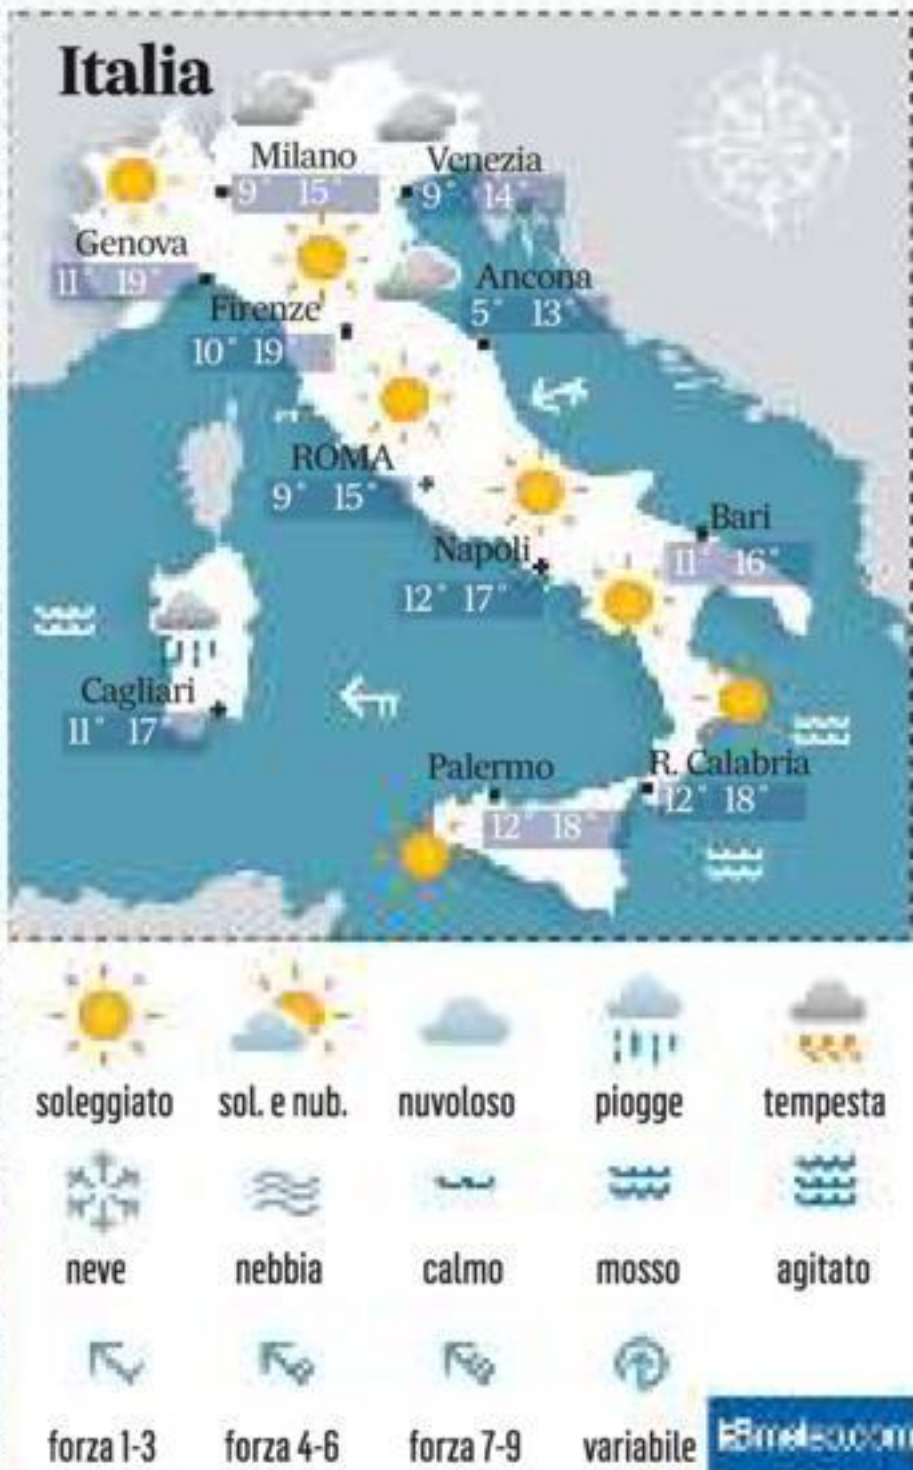 Italia
Milano
9° 15°
Venezia
9° 14°
Genova
11° 19°
Firenze
10° 19°
Ancona
5° 13°
ROMA
9° 15°
Napoli
12° 17°
Bari
11° 16°
Cagliari
11° 17°
Palermo
12° 18°
R. Calabria
12° 18°
soleggiato sol. e nub. nuvoloso piogge tempesta
neve nebbia calmo mosso agitato
forza 1-3 forza 4-6 forza 7-9 variabile